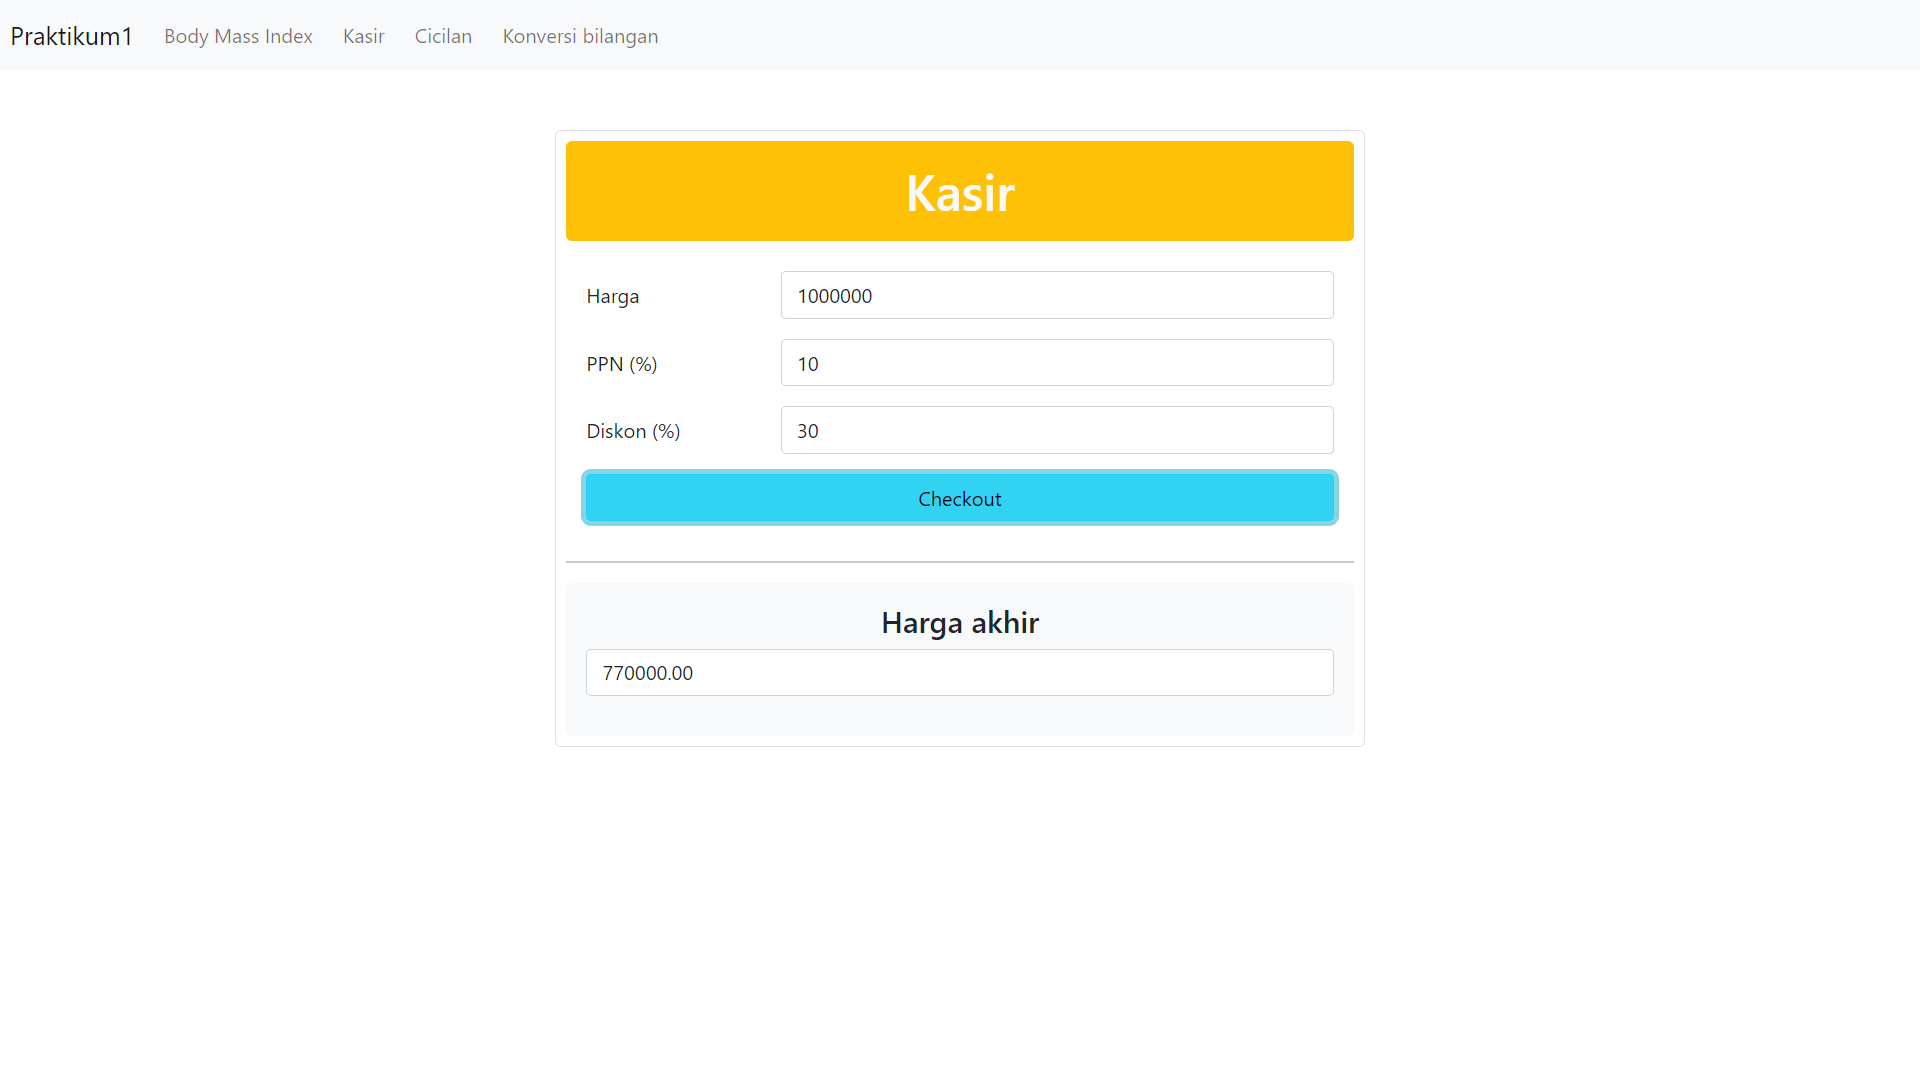 Praktikum1 Body Mass Index Kasir Cicilan Konversi bilangan
Kasir
Harga 1000000
PPN (%) 10
Diskon (%) 30
Checkout
Harga akhir
770000.00